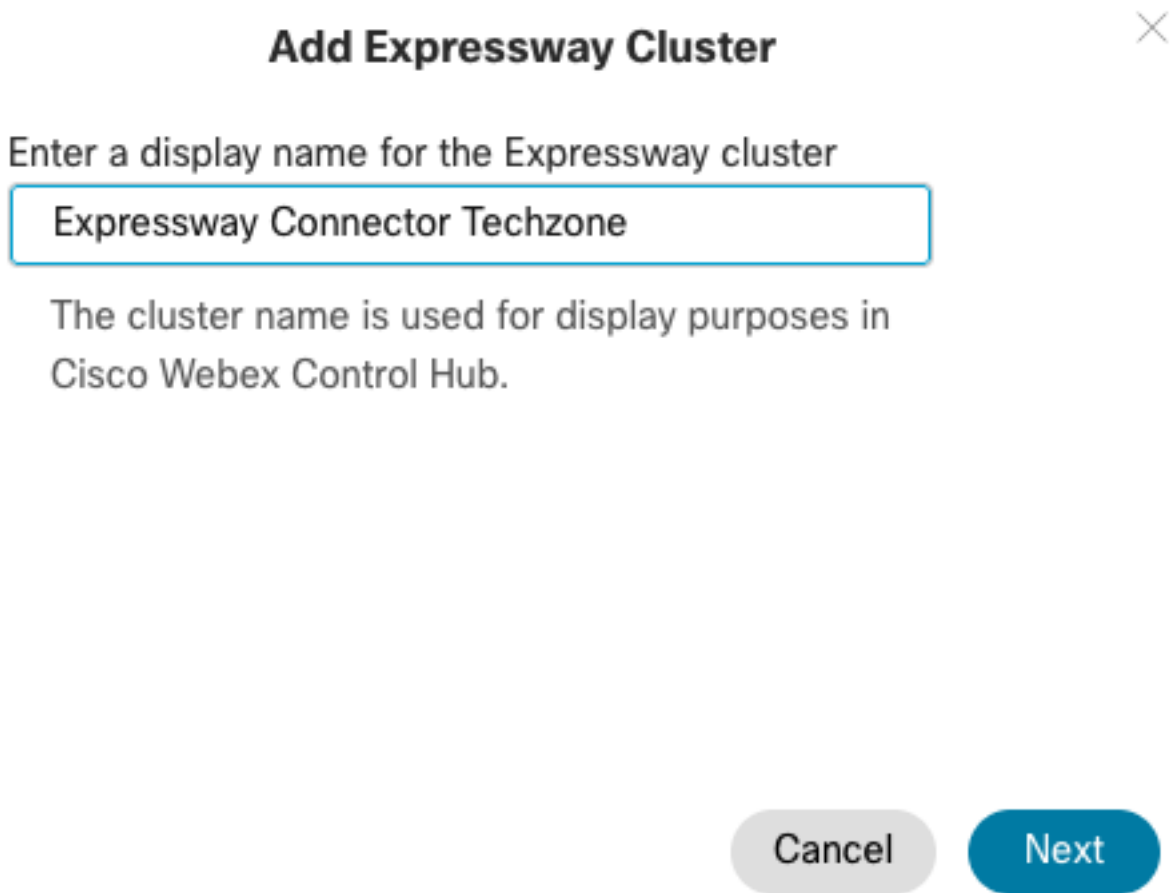 Add Expressway Cluster
Enter a display name for the Expressway cluster
Expressway Connector Techzone
The cluster name is used for display purposes in
Cisco Webex Control Hub.
Cancel
Next